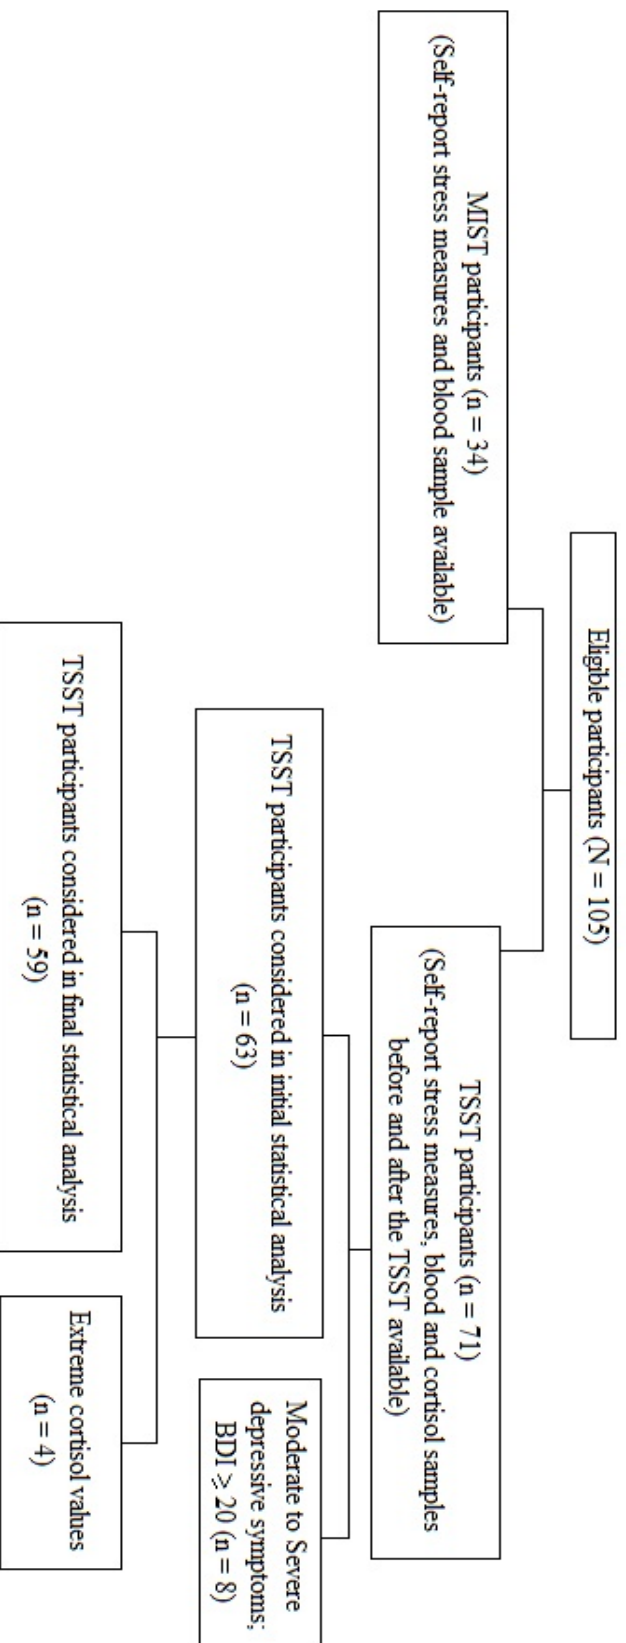 Eligible participants (N = 105)
MIST participants (n = 34)
(Self-report stress measures and blood sample available)
TSST participants (n = 71)
(Self-report stress measures, blood and cortisol samples
before and after the TSST available)
TSST participants considered in initial statistical analysis
(n = 63)
Moderate to Severe
depressive symptoms;
BDI ⩾ 20 (n = 8)
TSST participants considered in final statistical analysis
(n = 59)
Extreme cortisol values
(n = 4)